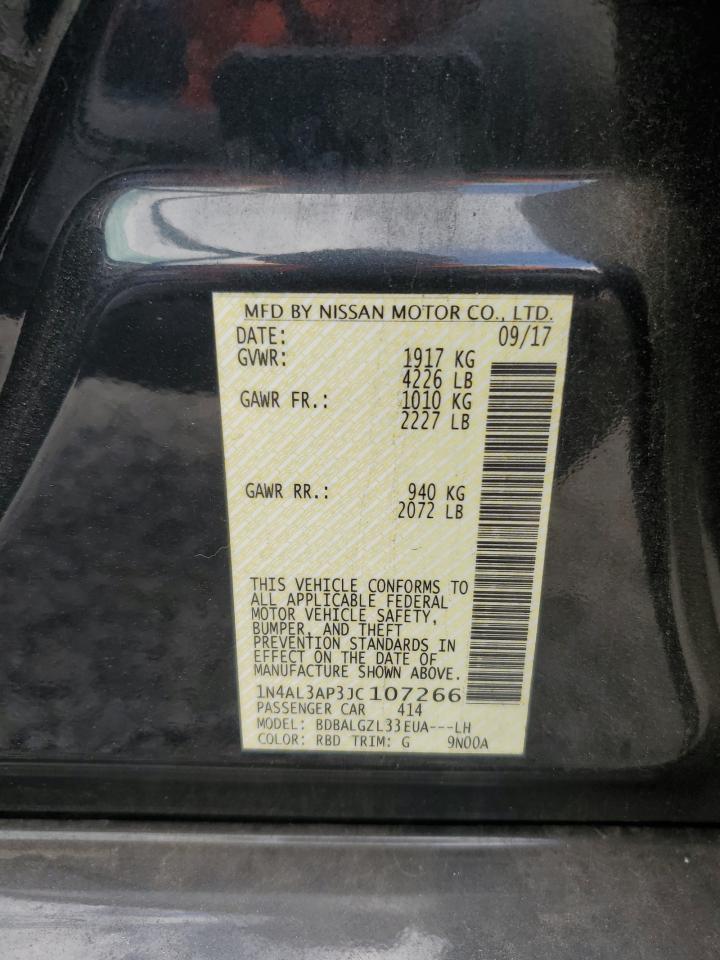 MFD BY NISSAN MOTOR CO., LTD.
DATE: 09/17
GVWR: 1917 KG
4226 LB
GAWR FR.: 1010 KG
2227 LB
GAWR RR.: 940 KG
2072 LB
THIS VEHICLE CONFORMS TO
ALL APPLICABLE FEDERAL
MOTOR VEHICLE SAFETY,
BUMPER, AND THEFT
PREVENTION STANDARDS IN
EFFECT ON THE DATE OF
MANUFACTURE SHOWN ABOVE.
1N4AL3AP3JC107266
PASSENGER CAR 414
MODEL: BDBALGZL33EUA---LH
COLOR: RBD TRIM: G 9N00A